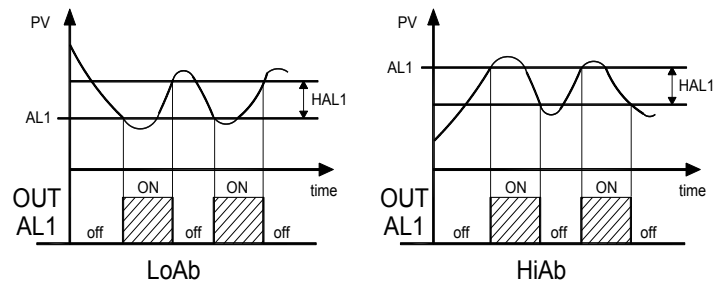 PV
HAL1
AL1
time
OUT
AL1
off
ON
off
ON
off
LoAb
PV
AL1
HAL1
time
OUT
AL1
off
ON
off
ON
off
HiAb